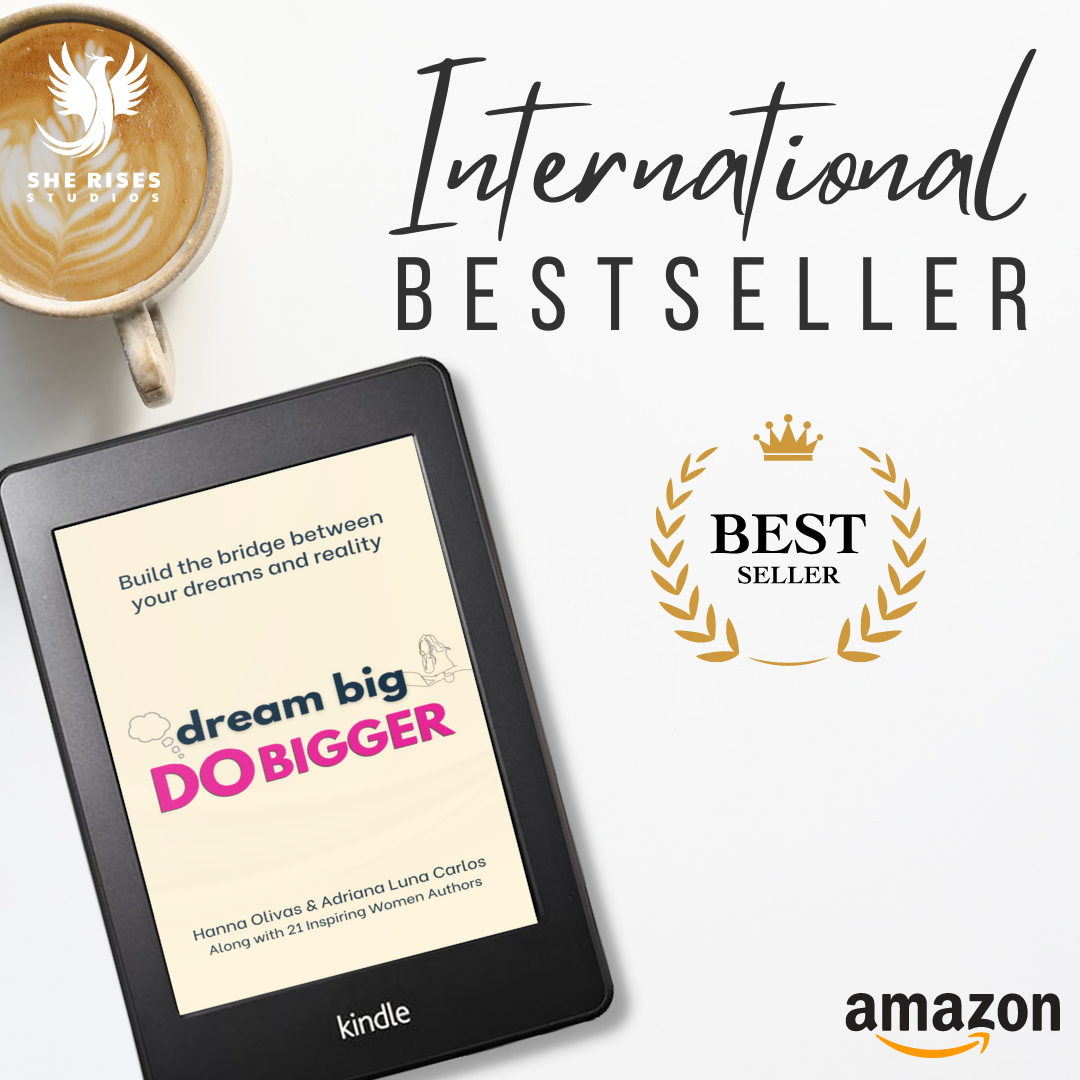 SHE RISES
STUDIOS
International
BESTSELLER
BEST
SELLER
Build the bridge between
your dreams and reality
dream big
DO BIGGER
Hanna Olivas & Adriana Luna Carlos
Along with 21 Inspiring Women Authors
kindle
amazon